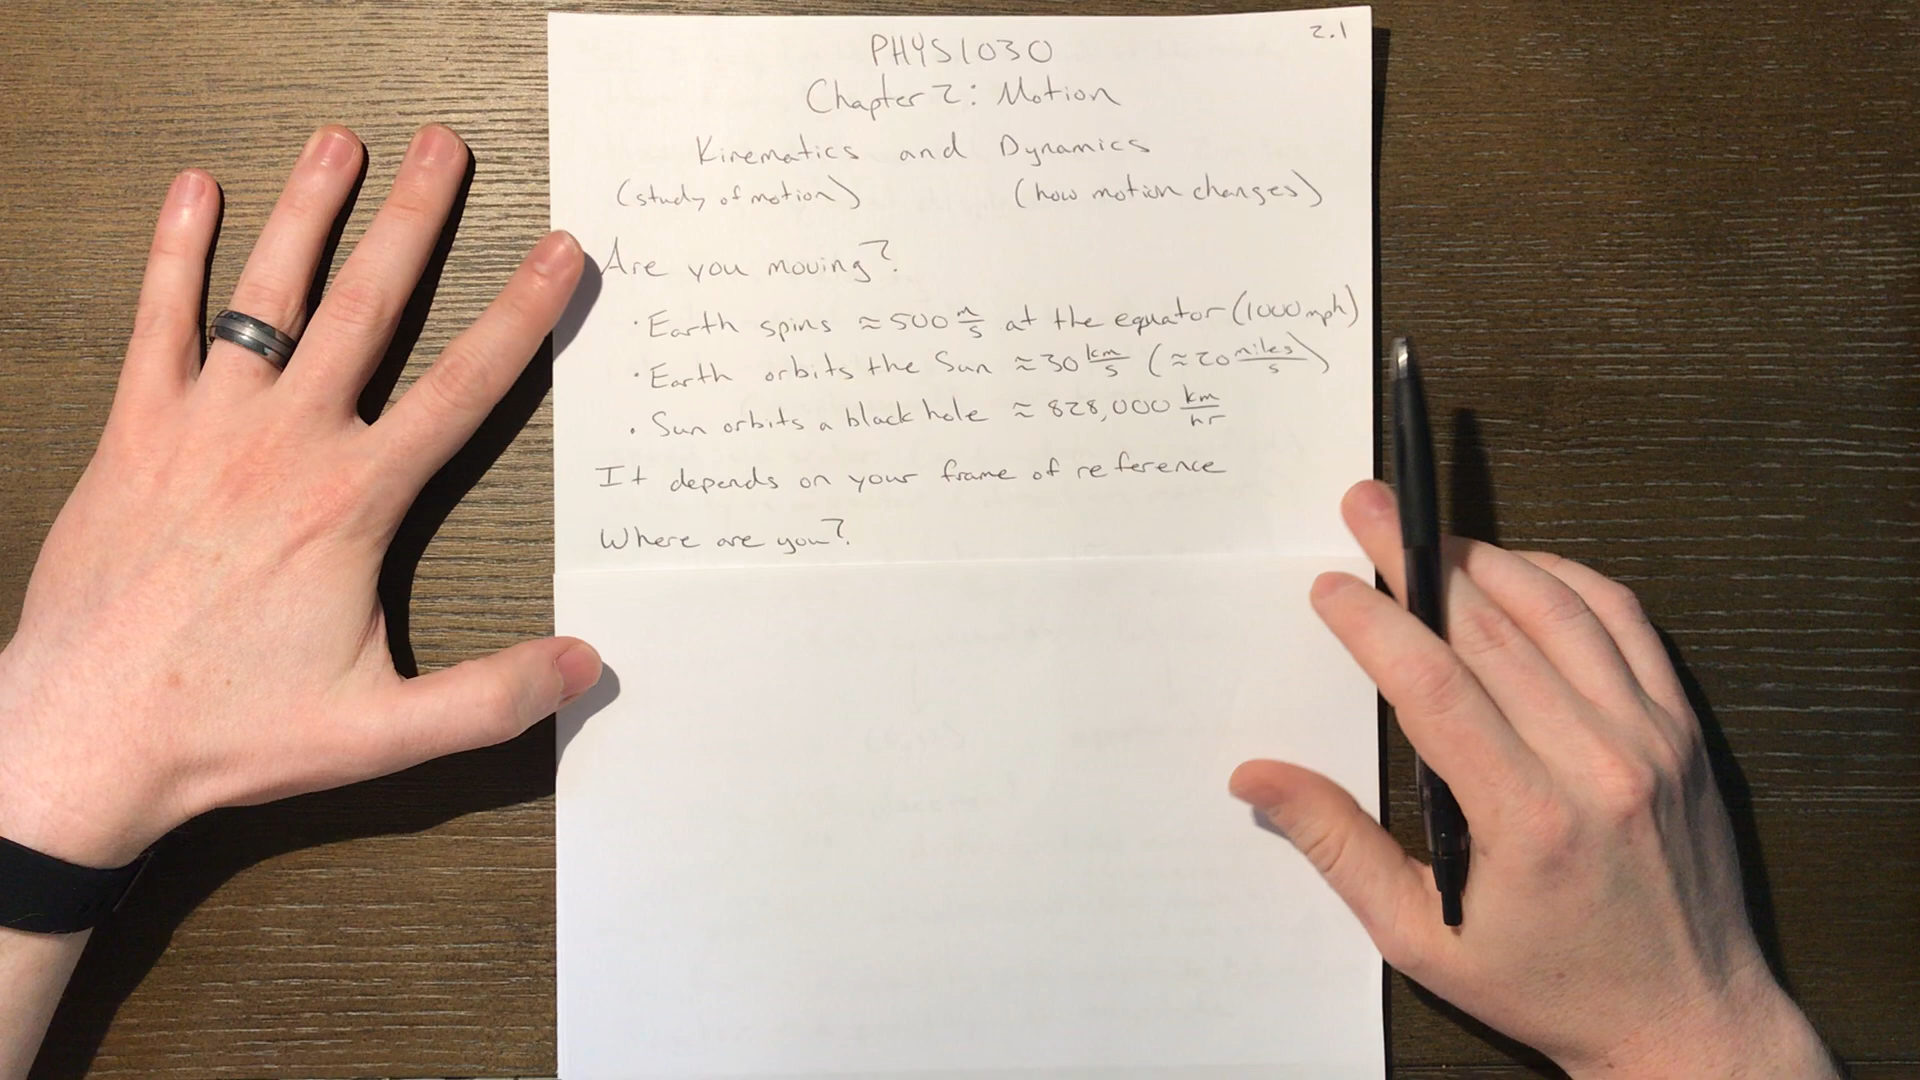 2.1
PHYS1030
Chapter 2: Motion
Kinematics and Dynamics
(study of motion) (how motion changes)
Are you moving?
· Earth spins ≈500 m/s at the equator (1000 mph)
· Earth orbits the Sun ≈30 km/s (≈20 miles/s)
· Sun orbits a black hole ≈ 828,000 km/hr
It depends on your frame of reference
Where are you?